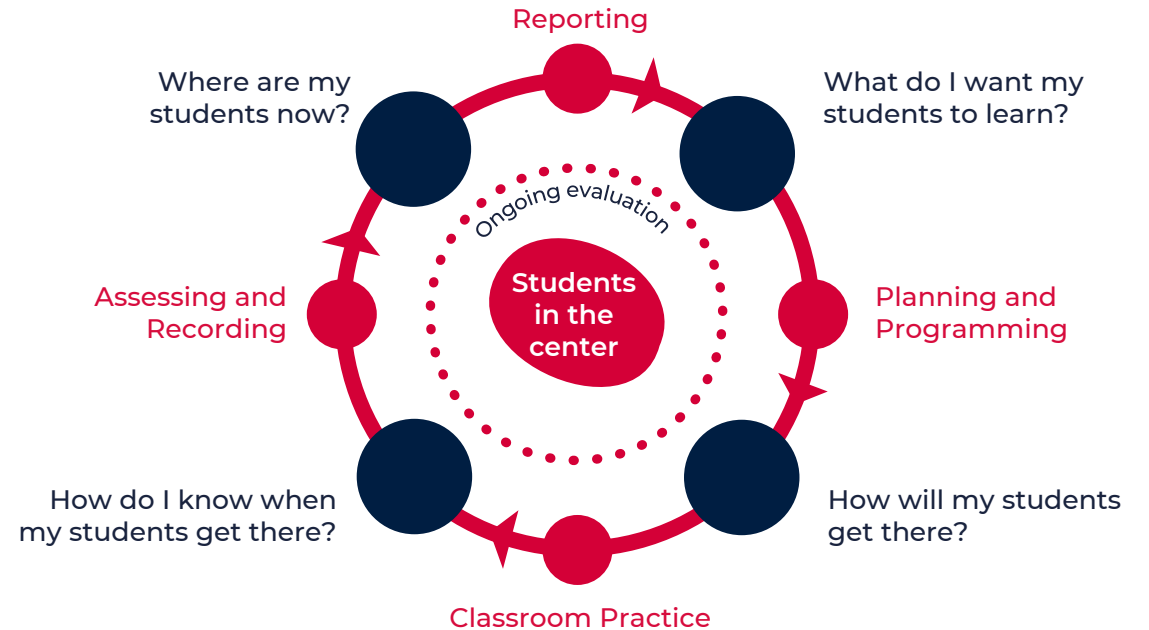 Reporting
Where are my
students now?
What do I want my
students to learn?
Ongoing evaluation
Students
in the
center
Assessing and
Recording
Planning and
Programming
How do I know when
my students get there?
How will my students
get there?
Classroom Practice